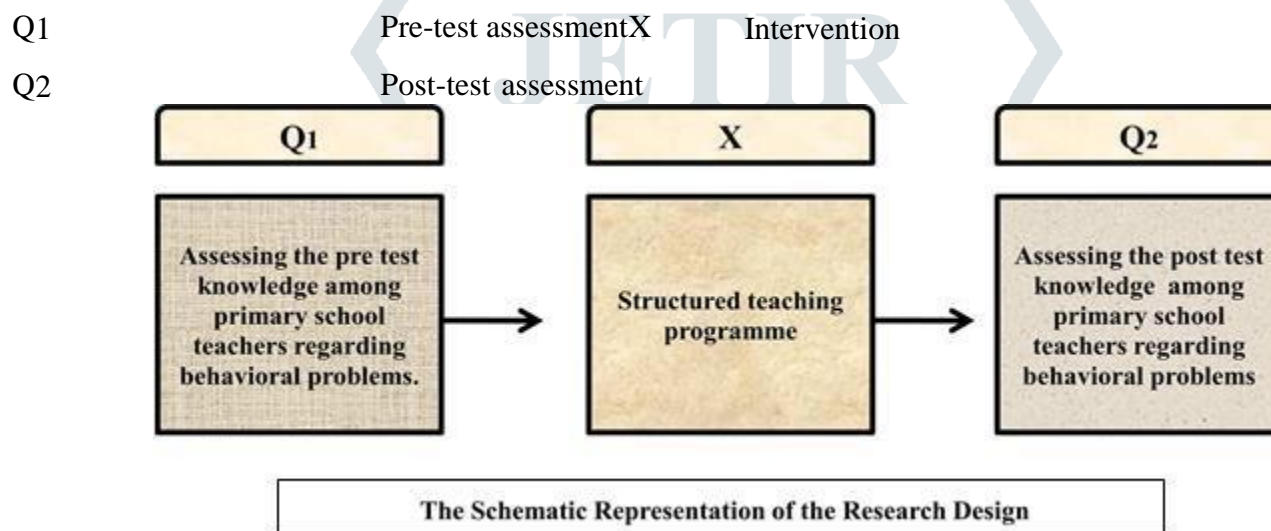 Q1 Pre-test assessmentX Intervention
Q2 Post-test assessment
JETIR
Q1
X
Q2
Assessing the pre test
knowledge among
primary school
teachers regarding
behavioral problems.
Structured teaching
programme
Assessing the post test
knowledge among
primary school
teachers regarding
behavioral problems
The Schematic Representation of the Research Design